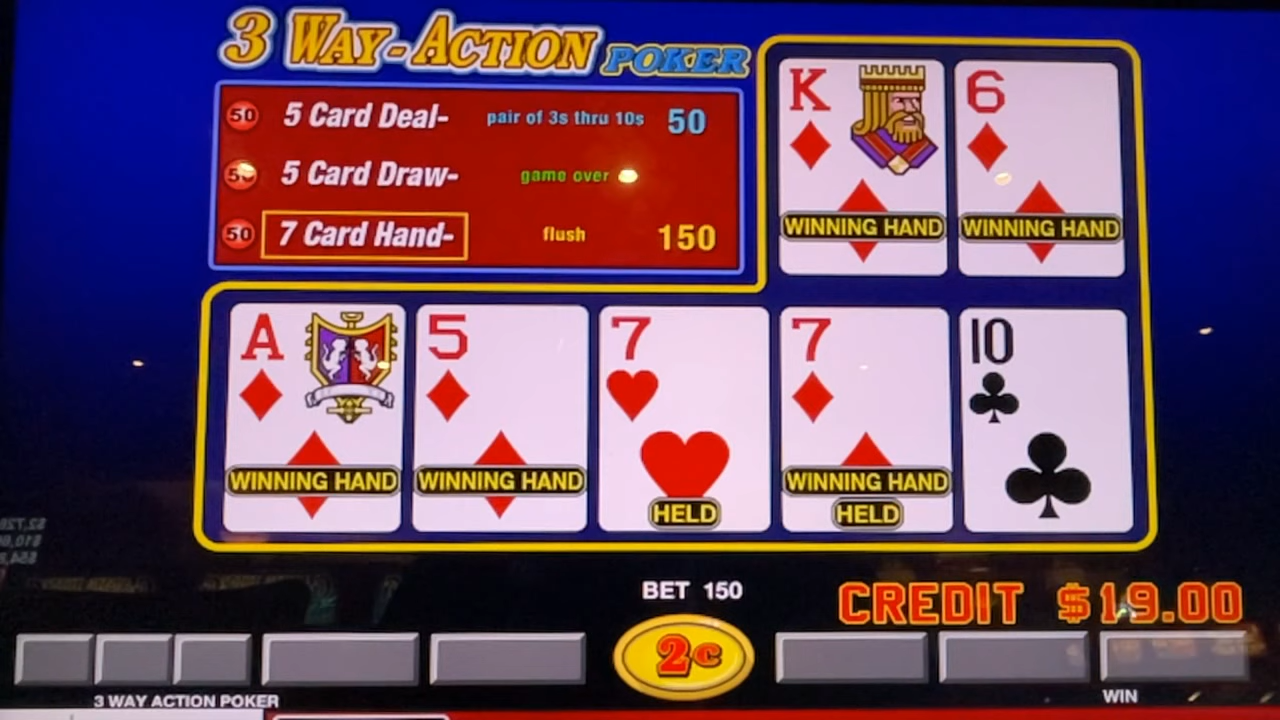 3 WAY-ACTION POKER
50 5 Card Deal- pair of 3s thru 10s 50
5 Card Draw- game over
50 7 Card Hand- flush 150
K 6
WINNING HAND WINNING HAND
A 5 7 7 10
WINNING HAND WINNING HAND WINNING HAND
HELD HELD
BET 150
CREDIT $19.00
2¢
3 WAY ACTION POKER WIN